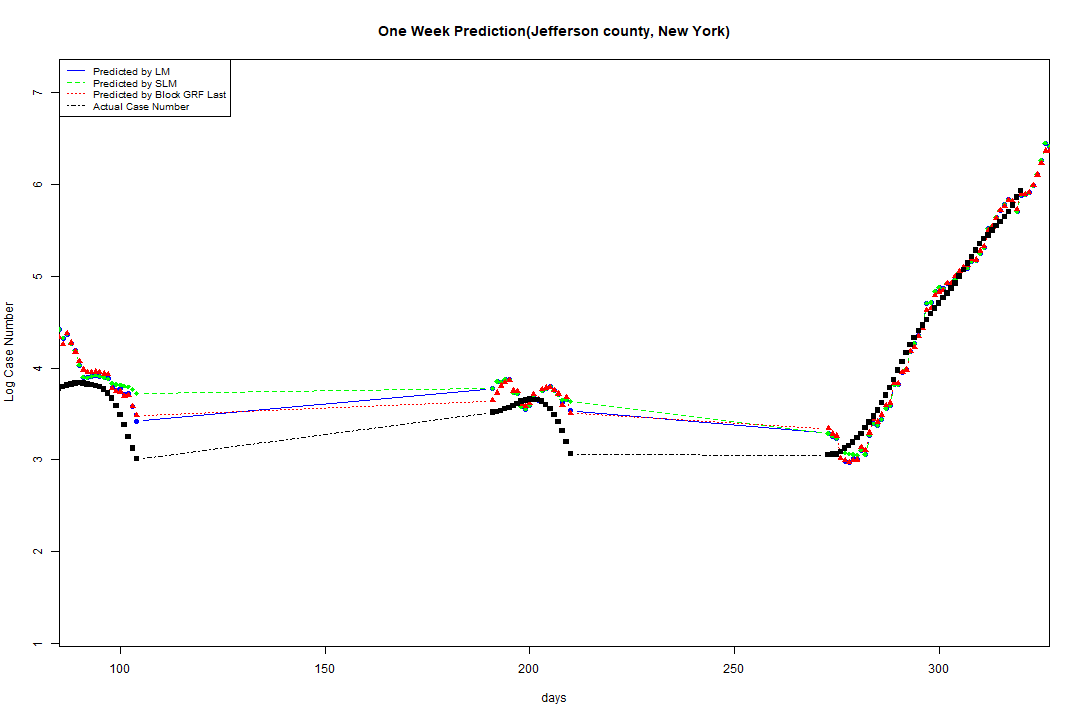 One Week Prediction(Jefferson county, New York)
Predicted by LM
Predicted by SLM
Predicted by Block GRF Last
Actual Case Number
7
6
5
4
3
2
1
Log Case Number
100 150 200 250 300
days